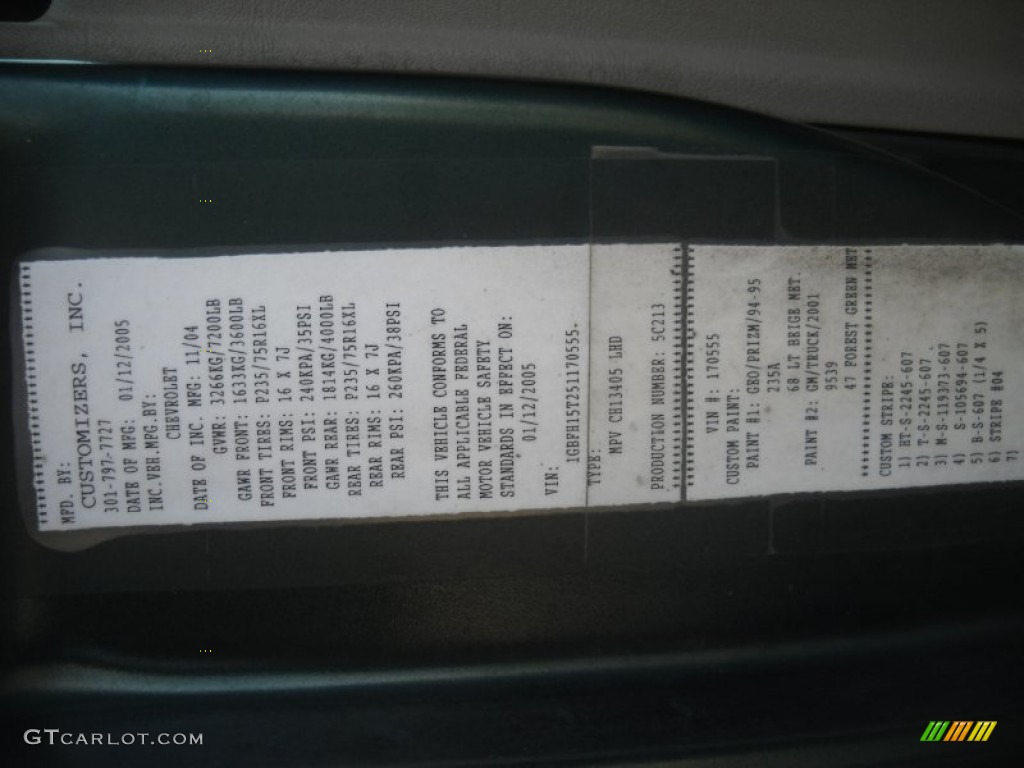 MFD. BY:
CUSTOMIZERS, INC.
301-797-7727
DATE OF MFG: 01/12/2005
INC.VEH.MFG.BY:
CHEVROLET
DATE OF INC. MFG: 11/04
GVWR: 3266KG/7200LB
GAWR FRONT: 1633KG/3600LB
FRONT TIRES: P235/75R16XL
FRONT RIMS: 16 X 7J
FRONT PSI: 240KPA/35PSI
GAWR REAR: 1814KG/4000LB
REAR TIRES: P235/75R16XL
REAR RIMS: 16 X 7J
REAR PSI: 260KPA/38PSI
THIS VEHICLE CONFORMS TO
ALL APPLICABLE FEDERAL
MOTOR VEHICLE SAFETY
STANDARDS IN EFFECT ON:
01/12/2005
VIN:
1GBFH15T251170555.
TYPE:
MPV CH13405 LHD
PRODUCTION NUMBER: 5C213
VIN #: 170555
CUSTOM PAINT:
PAINT #1: GEO/PRIZM/94-95
235A
68 LT BEIGE MET.
PAINT #2: GM/TRUCK/2001
9539
47 FOREST GREEN MET
CUSTOM STRIPE:
1) HT-S-2245-607
2) T-S-2245-607
3) M-S-119373-607
4) S-105694-607
5) B-S-607 (1/4 X 5)
6) STRIPE #04
7)
GTCARLOT.COM